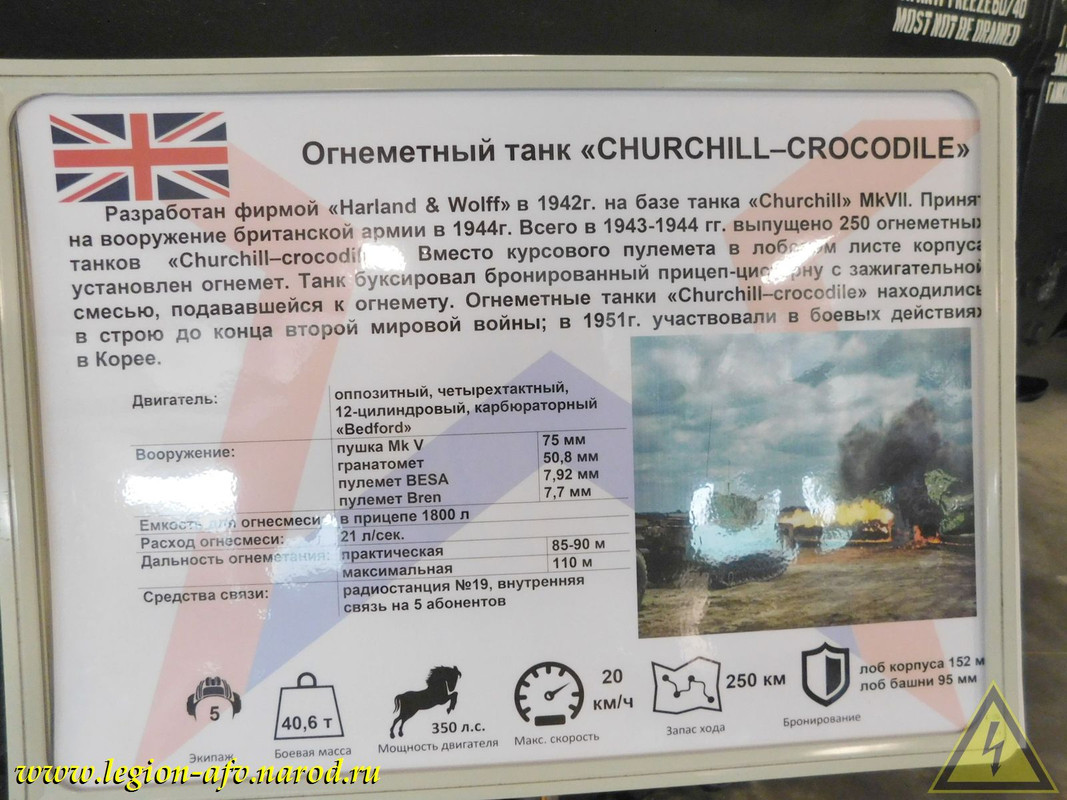 MOST NOT BE DRAINED
Огнеметный танк «CHURCHILL–CROCODILE»
Разработан фирмой «Harland & Wolff» в 1942г. на базе танка «Churchill» MkVII. Принят
на вооружение британской армии в 1944г. Всего в 1943-1944 гг. выпущено 250 огнеметных
танков «Churchill–crocodile». Вместо курсового пулемета в лобовом листе корпуса
установлен огнемет. Танк буксировал бронированный прицеп-цистерну с зажигательной
смесью, подававшейся к огнемету. Огнеметные танки «Churchill–crocodile» находились
в строю до конца второй мировой войны; в 1951г. участвовали в боевых действиях
в Корее.
Двигатель: оппозитный, четырехтактный,
12-цилиндровый, карбюраторный
«Bedford»
Вооружение: пушка Mk V 75 мм
гранатомет 50,8 мм
пулемет BESA 7,92 мм
пулемет Bren 7,7 мм
Емкость для огнесмеси в прицепе 1800 л
Расход огнесмеси: 21 л/сек.
Дальность огнеметания: практическая 85-90 м
максимальная 110 м
Средства связи: радиостанция №19, внутренняя
связь на 5 абонентов
5
Экипаж
40,6 т
Боевая масса
350 л.с.
Мощность двигателя
20
км/ч
Макс. скорость
250 км
Запас хода
Бронирование
лоб корпуса 152 м
лоб башни 95 мм
www.legion-afv.narod.ru